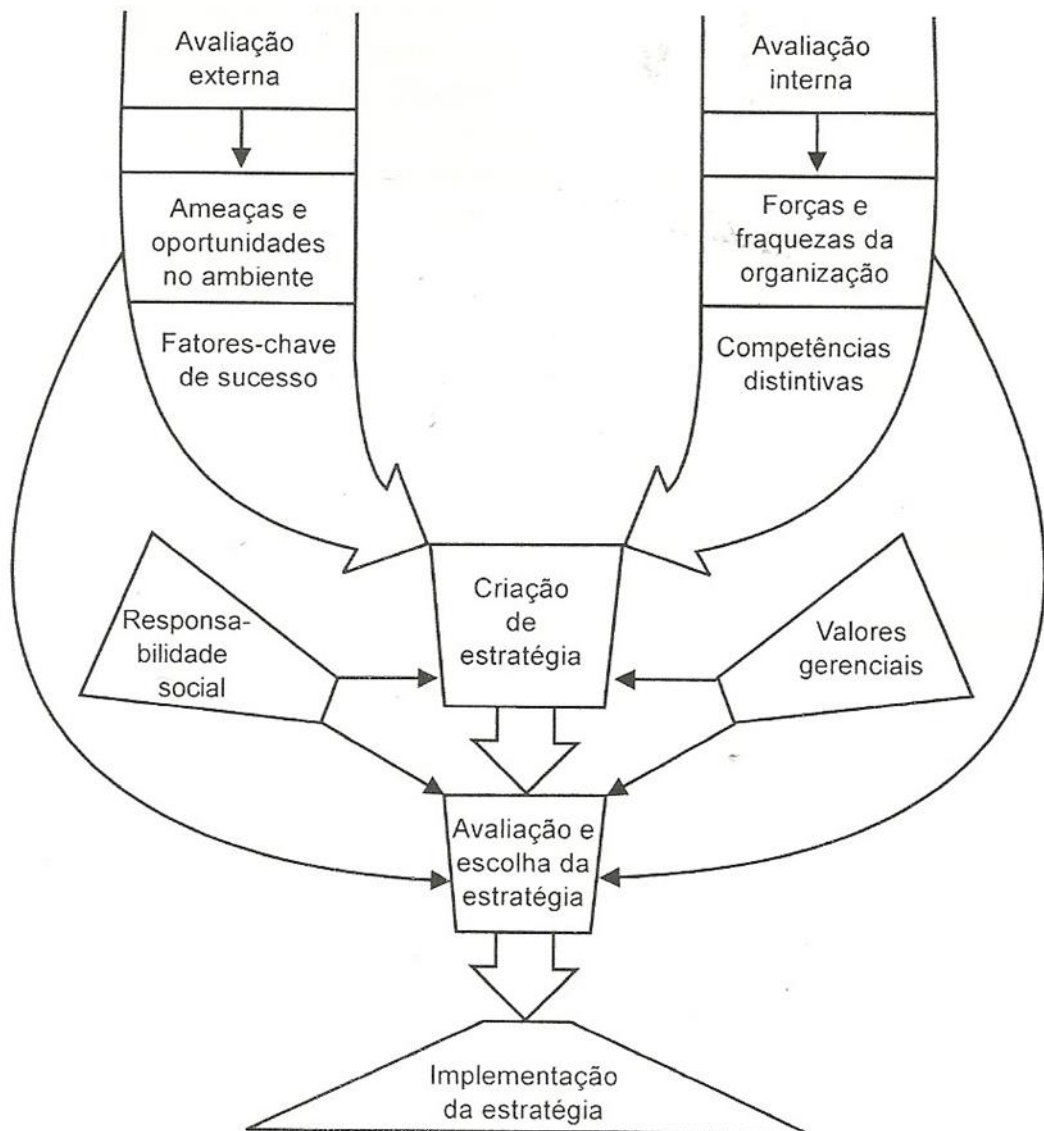 Avaliação
externa
Avaliação
interna
Ameaças e
oportunidades
no ambiente
Forças e
fraquezas da
organização
Fatores-chave
de sucesso
Competências
distintivas
Criação
de
estratégia
Responsa-
bilidade
social
Valores
gerenciais
Avaliação e
escolha da
estratégia
Implementação
da estratégia